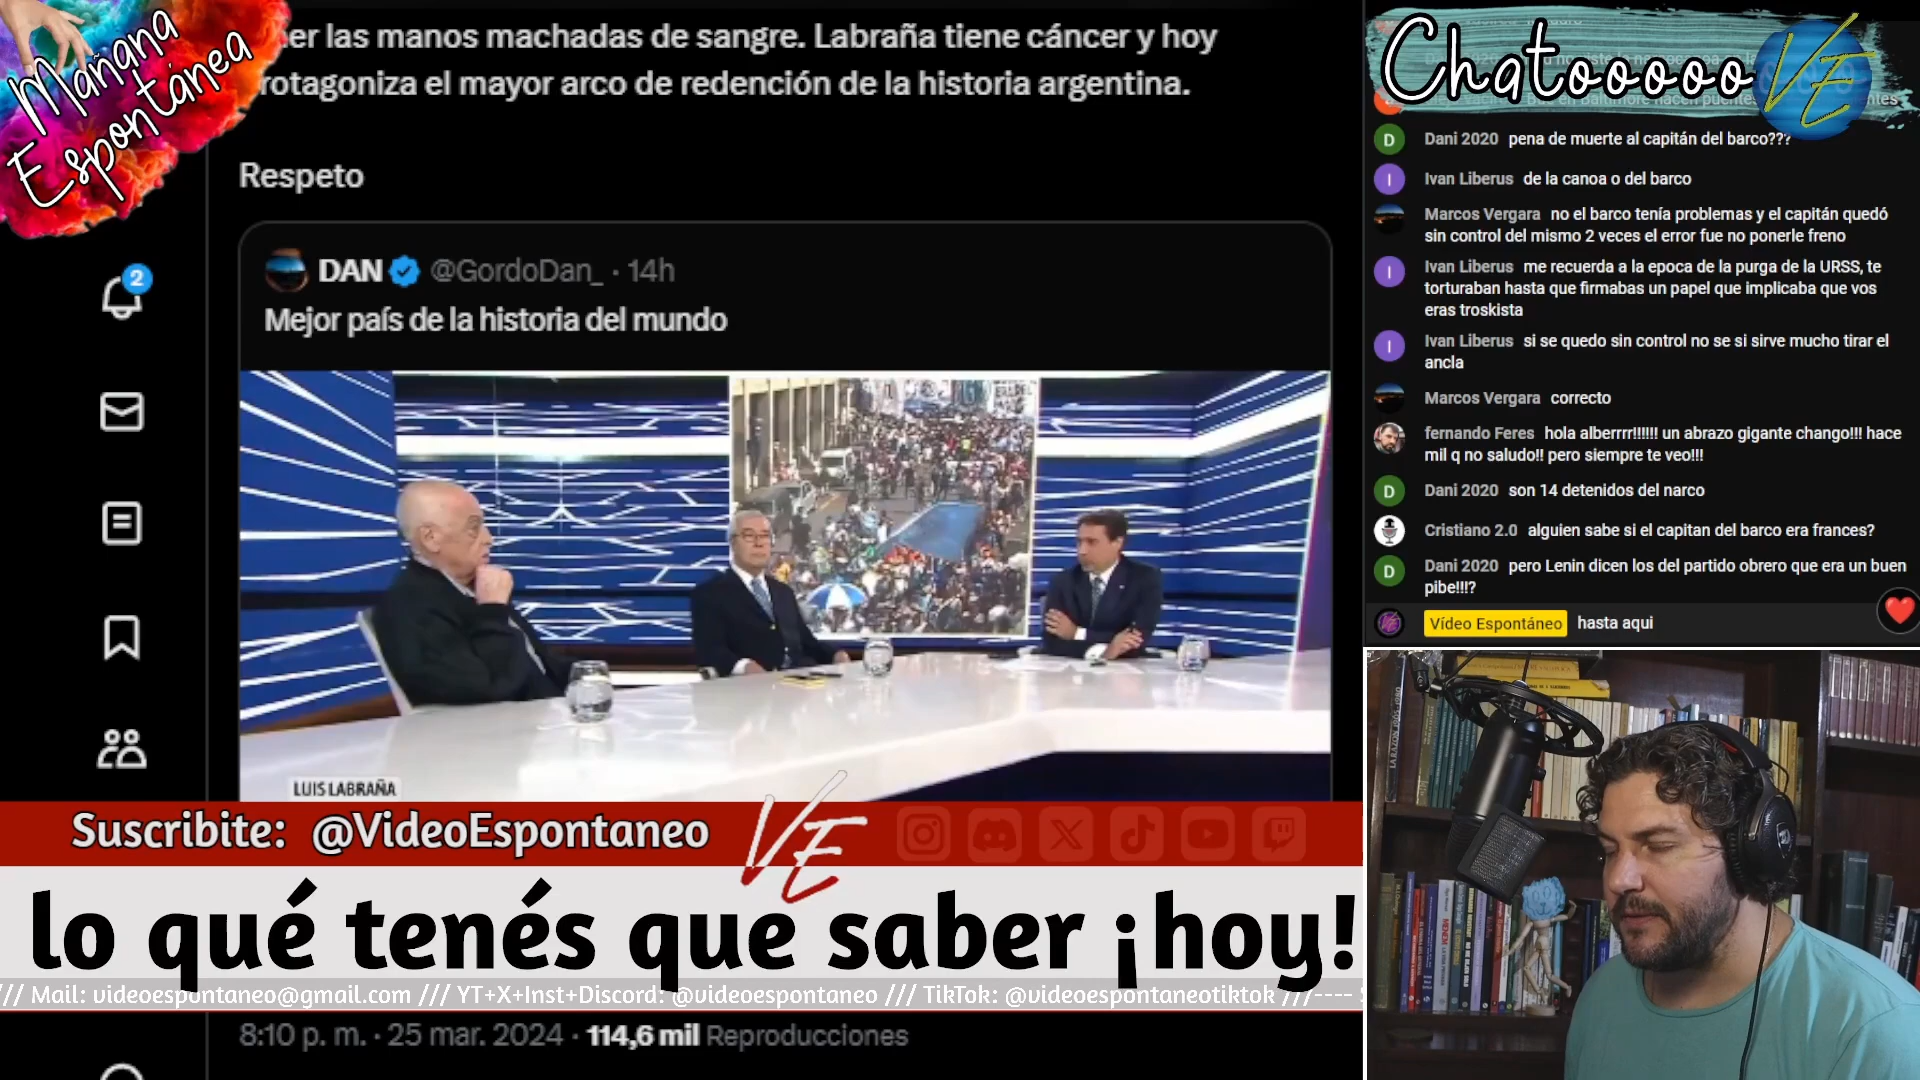 Mañana
Espontánea
er las manos machadas de sangre. Labraña tiene cáncer y hoy
rotagoniza el mayor arco de redención de la historia argentina.
Respeto
2
DAN @GordoDan_ · 14h
Mejor país de la historia del mundo
LUIS LABRAÑA
Suscribite: @VideoEspontaneo
VE
lo qué tenés que saber ¡hoy!
/// Mail: videoespontaneo@gmail.com /// YT+X+Inst+Discord: @videoespontaneo /// TikTok: @videoespontaneotiktok ///----
8:10 p. m. · 25 mar. 2024 · 114,6 mil Reproducciones
Chatooooo VE
Dani 2020 pena de muerte al capitán del barco???
Ivan Liberus de la canoa o del barco
Marcos Vergara no el barco tenía problemas y el capitán quedó
sin control del mismo 2 veces el error fue no ponerle freno
Ivan Liberus me recuerda a la epoca de la purga de la URSS, te
torturaban hasta que firmabas un papel que implicaba que vos
eras troskista
Ivan Liberus si se quedo sin control no se si sirve mucho tirar el
ancla
Marcos Vergara correcto
fernando Feres hola alberrrr!!!!!! un abrazo gigante chango!!! hace
mil q no saludo!! pero siempre te veo!!!
Dani 2020 son 14 detenidos del narco
Cristiano 2.0 alguien sabe si el capitan del barco era frances?
Dani 2020 pero Lenin dicen los del partido obrero que era un buen
pibe!!!?
Vídeo Espontáneo hasta aqui